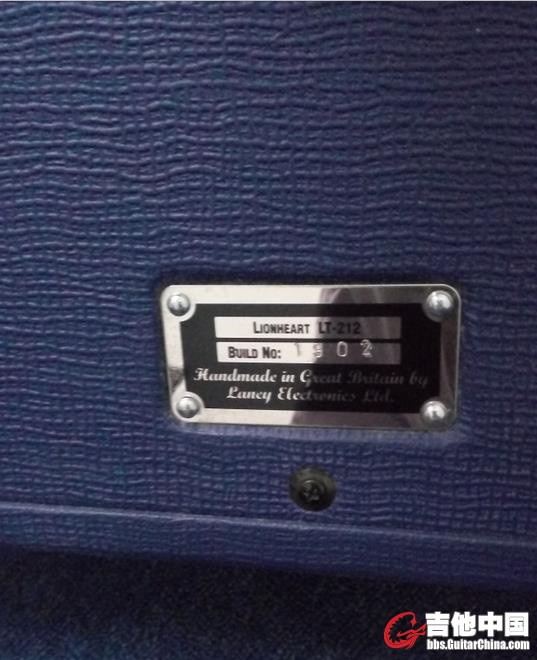 LIONHEART LT-212
BUILD NO: 1302
Handmade in Great Britain by
Laney Electronics Ltd.
吉他中国
bbs.GuitarChina.com